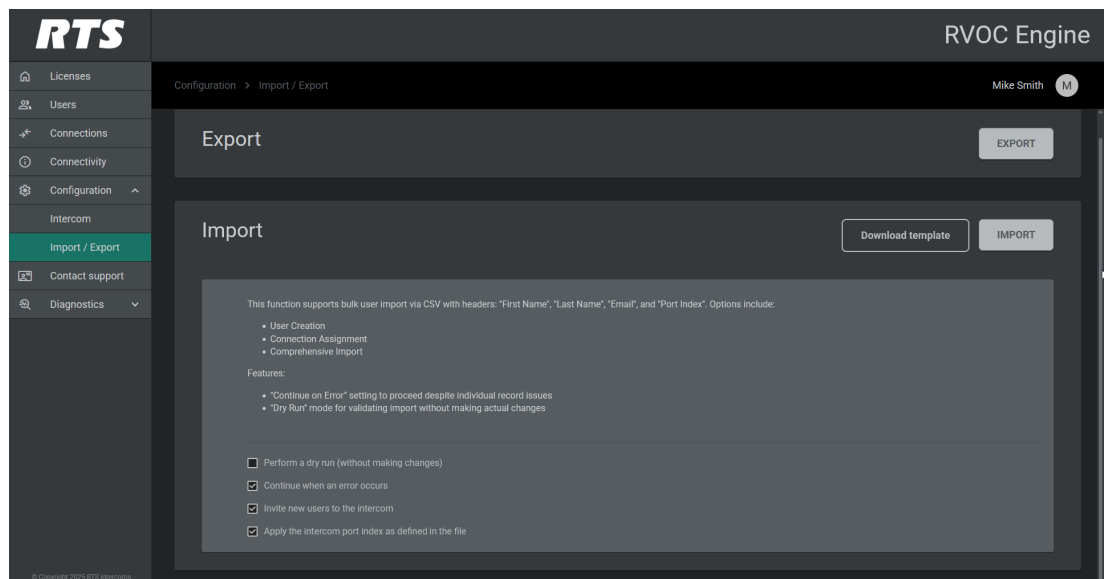 RTS
RVOC Engine
Licenses
Users
Connections
Connectivity
Configuration
Intercom
Import / Export
Contact support
Diagnostics
© Copyright 2025 RTS Intercoms
Configuration > Import / Export
Mike Smith M
Export
EXPORT
Import
Download template
IMPORT
This function supports bulk user import via CSV with headers: "First Name", "Last Name", "Email", and "Port Index". Options include:
• User Creation
• Connection Assignment
• Comprehensive Import
Features:
• "Continue on Error" setting to proceed despite individual record issues
• "Dry Run" mode for validating import without making actual changes
Perform a dry run (without making changes)
Continue when an error occurs
Invite new users to the intercom
Apply the intercom port index as defined in the file